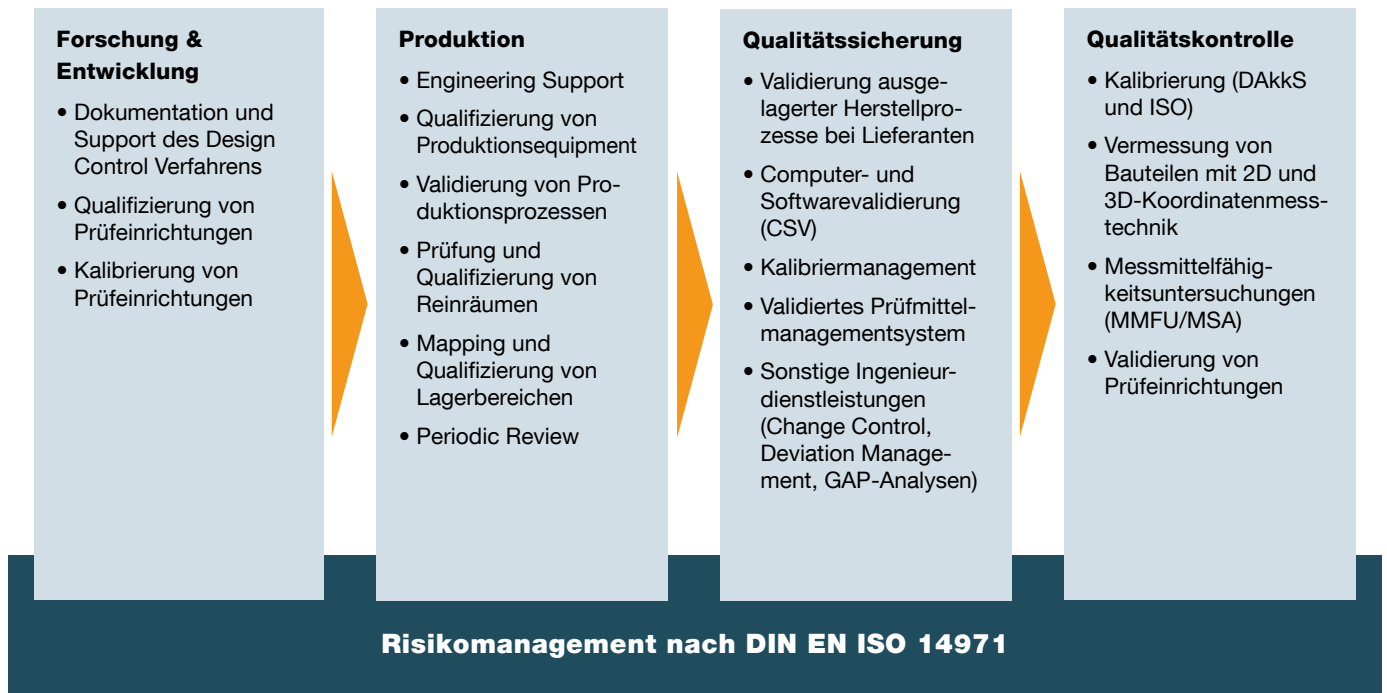 Forschung &
Entwicklung
• Dokumentation und
Support des Design
Control Verfahrens
• Qualifizierung von
Prüfeinrichtungen
• Kalibrierung von
Prüfeinrichtungen
Produktion
• Engineering Support
• Qualifizierung von
Produktionsequipment
• Validierung von Pro-
duktionsprozessen
• Prüfung und
Qualifizierung von
Reinräumen
• Mapping und
Qualifizierung von
Lagerbereichen
• Periodic Review
Qualitätssicherung
• Validierung ausge-
lagerter Herstellpro-
zesse bei Lieferanten
• Computer- und
Softwarevalidierung
(CSV)
• Kalibriermanagement
• Validiertes Prüfmittel-
managementsystem
• Sonstige Ingenieur-
dienstleistungen
(Change Control,
Deviation Manage-
ment, GAP-Analysen)
Qualitätskontrolle
• Kalibrierung (DAkkS
und ISO)
• Vermessung von
Bauteilen mit 2D und
3D-Koordinatenmess-
technik
• Messmittelfähig-
keitsuntersuchungen
(MMFU/MSA)
• Validierung von
Prüfeinrichtungen
Risikomanagement nach DIN EN ISO 14971